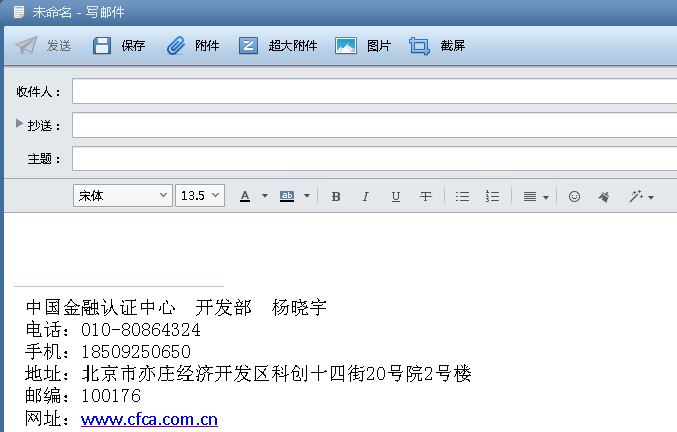 未命名 - 写邮件
发送 保存 附件 超大附件 图片 截屏
收件人：
抄送：
主题：
宋体 13.5 A ab B I U T
中国金融认证中心 开发部 杨晓宇
电话：010-80864324
手机：18509250650
地址：北京市亦庄经济开发区科创十四街20号院2号楼
邮编：100176
网址：www.cfca.com.cn